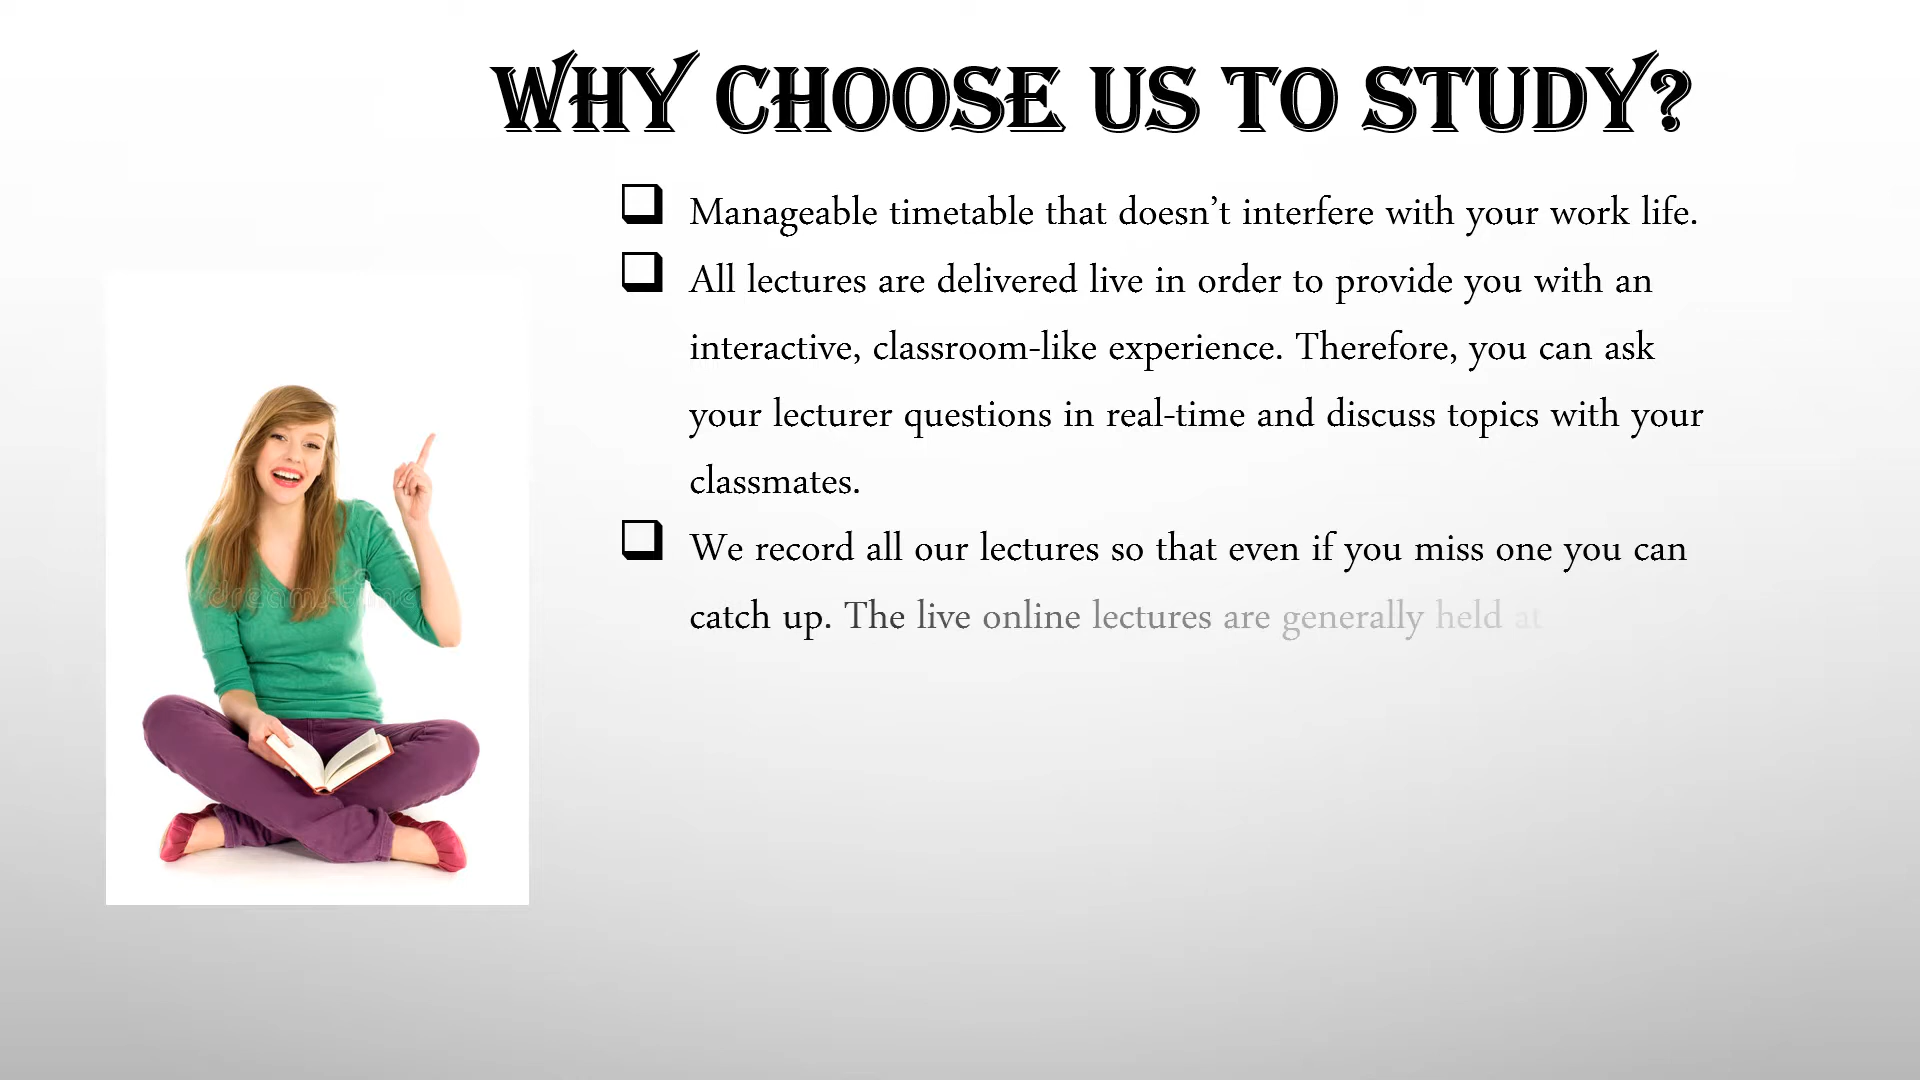 WHY CHOOSE US TO STUDY?
Manageable timetable that doesn’t interfere with your work life.
All lectures are delivered live in order to provide you with an
interactive, classroom-like experience. Therefore, you can ask
your lecturer questions in real-time and discuss topics with your
classmates.
We record all our lectures so that even if you miss one you can
catch up. The live online lectures are generally held at
dreamstime